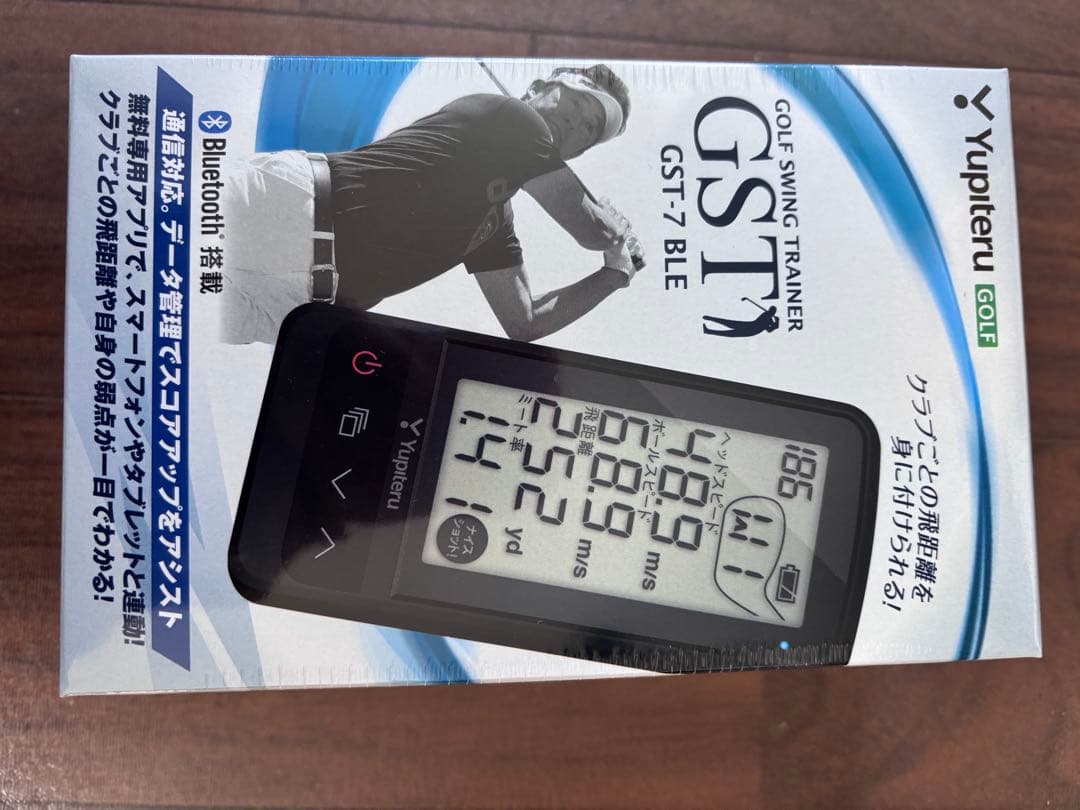 Yupiteru GOLF
クラブごとの飛距離を
身に付けられる!
GOLF SWING TRAINER
GST
GST-7 BLE
186
1W 1
ヘッドスピード
48.9 m/s
ボールスピード
68.9 m/s
飛距離
252 yd
ミート率
1.41
ナイス
ショット!
Yupiteru
Bluetooth® 搭載
通信対応。データ管理でスコアアップをアシスト
無料専用アプリで、スマートフォンやタブレットと連動!
クラブごとの飛距離や自身の弱点が一目でわかる!